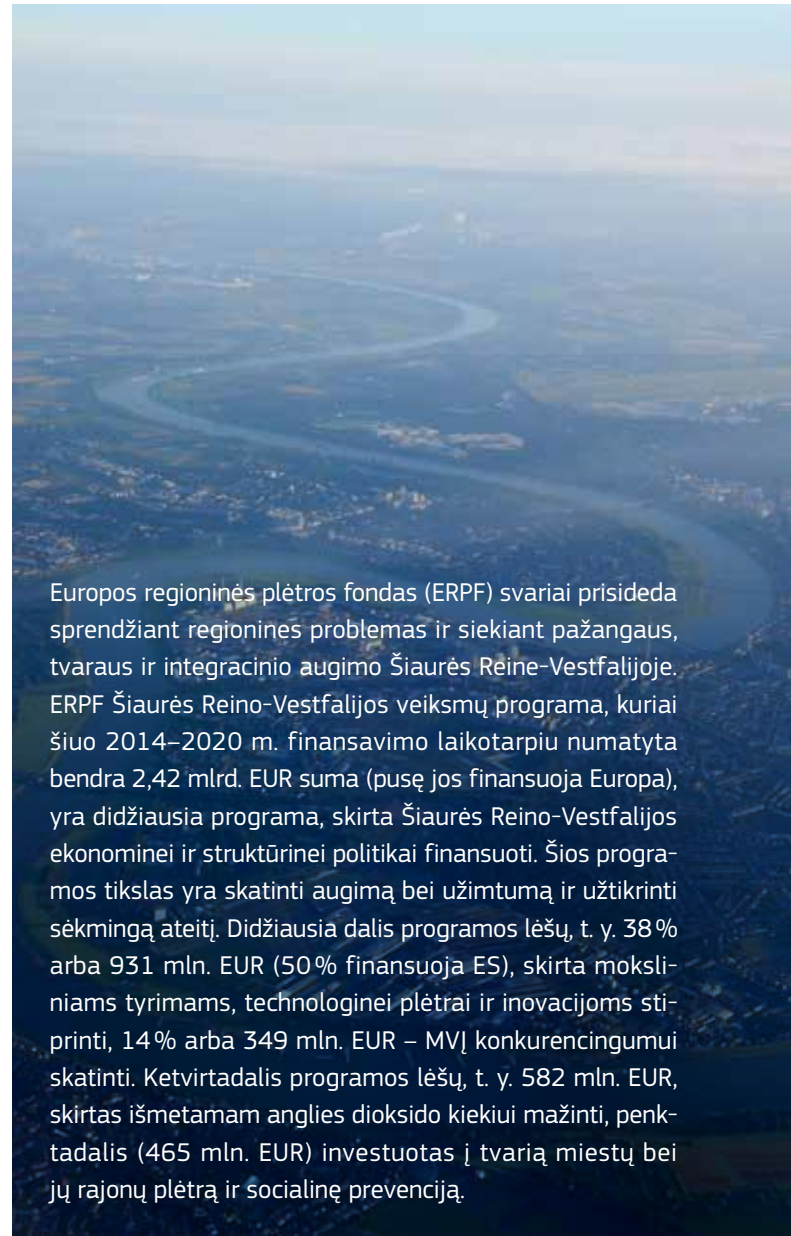 Europos regioninės plėtros fondas (ERPF) svariai prisideda
sprendžiant regionines problemas ir siekiant pažangaus,
tvaraus ir integracinio augimo Šiaurės Reine-Vestfalijoje.
ERPF Šiaurės Reino-Vestfalijos veiksmų programa, kuriai
šiuo 2014–2020 m. finansavimo laikotarpiu numatyta
bendra 2,42 mlrd. EUR suma (pusę jos finansuoja Europa),
yra didžiausia programa, skirta Šiaurės Reino-Vestfalijos
ekonominei ir struktūrinei politikai finansuoti. Šios progra-
mos tikslas yra skatinti augimą bei užimtumą ir užtikrinti
sėkmingą ateitį. Didžiausia dalis programos lėšų, t. y. 38 %
arba 931 mln. EUR (50 % finansuoja ES), skirta moksli-
niams tyrimams, technologinei plėtrai ir inovacijoms sti-
printi, 14 % arba 349 mln. EUR – MVĮ konkurencingumui
skatinti. Ketvirtadalis programos lėšų, t. y. 582 mln. EUR,
skirtas išmetamam anglies dioksido kiekiui mažinti, penk-
tadalis (465 mln. EUR) investuotas į tvarią miestų bei
jų rajonų plėtrą ir socialinę prevenciją.